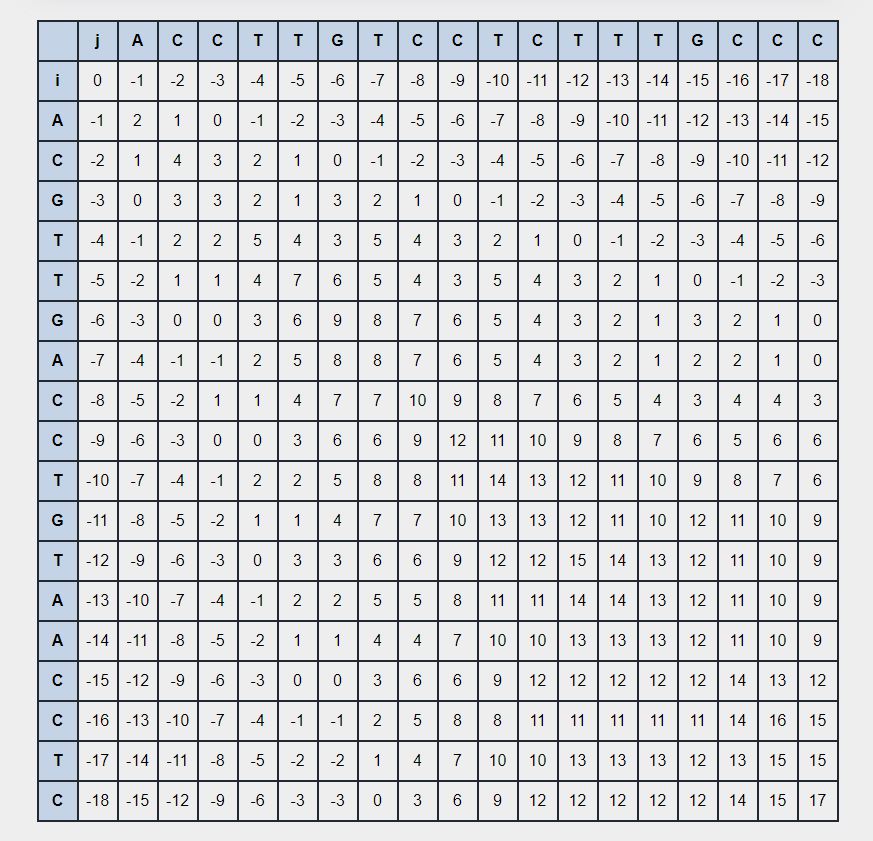 j A C C T T G T C C T C T T T G C C C
i 0 -1 -2 -3 -4 -5 -6 -7 -8 -9 -10 -11 -12 -13 -14 -15 -16 -17 -18
A -1 2 1 0 -1 -2 -3 -4 -5 -6 -7 -8 -9 -10 -11 -12 -13 -14 -15
C -2 1 4 3 2 1 0 -1 -2 -3 -4 -5 -6 -7 -8 -9 -10 -11 -12
G -3 0 3 3 2 1 3 2 1 0 -1 -2 -3 -4 -5 -6 -7 -8 -9
T -4 -1 2 2 5 4 3 5 4 3 2 1 0 -1 -2 -3 -4 -5 -6
T -5 -2 1 1 4 7 6 5 4 3 5 4 3 2 1 0 -1 -2 -3
G -6 -3 0 0 3 6 9 8 7 6 5 4 3 2 1 3 2 1 0
A -7 -4 -1 -1 2 5 8 8 7 6 5 4 3 2 1 2 2 1 0
C -8 -5 -2 1 1 4 7 7 10 9 8 7 6 5 4 3 4 4 3
C -9 -6 -3 0 0 3 6 6 9 12 11 10 9 8 7 6 5 6 6
T -10 -7 -4 -1 2 2 5 8 8 11 14 13 12 11 10 9 8 7 6
G -11 -8 -5 -2 1 1 4 7 7 10 13 13 12 11 10 12 11 10 9
T -12 -9 -6 -3 0 3 3 6 6 9 12 12 15 14 13 12 11 10 9
A -13 -10 -7 -4 -1 2 2 5 5 8 11 11 14 14 13 12 11 10 9
A -14 -11 -8 -5 -2 1 1 4 4 7 10 10 13 13 13 12 11 10 9
C -15 -12 -9 -6 -3 0 0 3 6 6 9 12 12 12 12 12 14 13 12
C -16 -13 -10 -7 -4 -1 -1 2 5 8 8 11 11 11 11 11 14 16 15
T -17 -14 -11 -8 -5 -2 -2 1 4 7 10 10 13 13 13 12 13 15 15
C -18 -15 -12 -9 -6 -3 -3 0 3 6 9 12 12 12 12 12 14 15 17